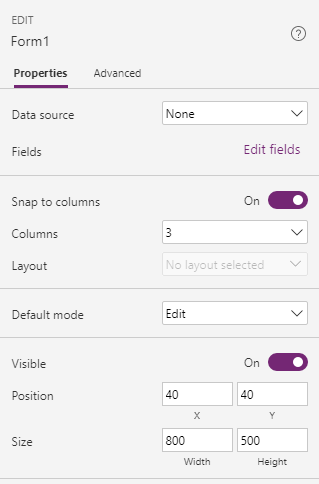 EDIT
Form1
?
Properties Advanced
Data source None
Fields Edit fields
Snap to columns On
Columns 3
Layout No layout selected
Default mode Edit
Visible On
Position 40 40
X Y
Size 800 500
Width Height